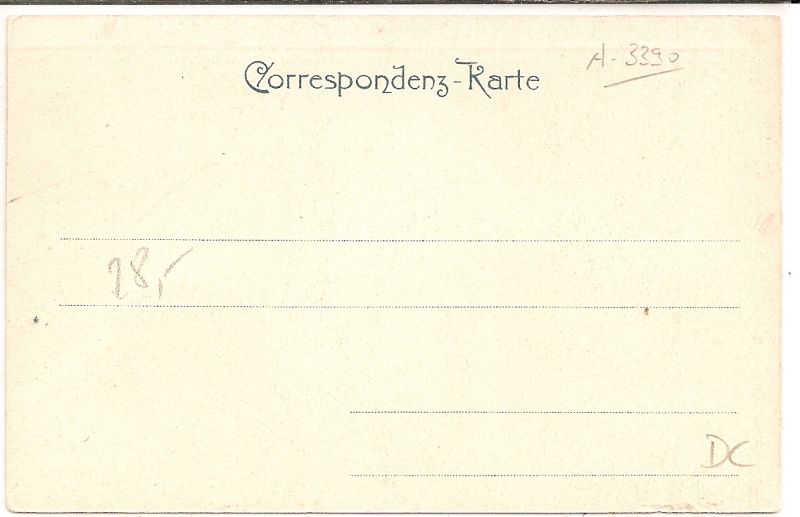 Correspondenz-Karte
A-3390
28,-
DC